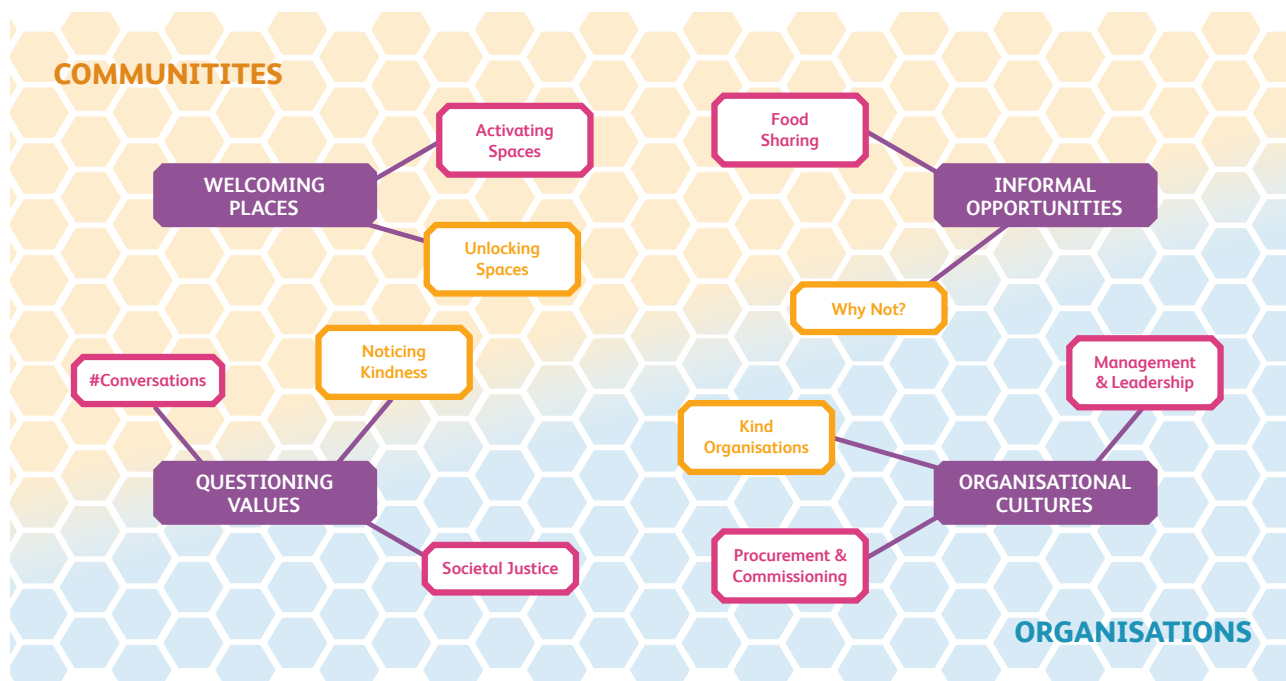 COMMUNITITES
Activating
Spaces
WELCOMING
PLACES
Unlocking
Spaces
Food
Sharing
INFORMAL
OPPORTUNITIES
Why Not?
#Conversations
Noticing
Kindness
QUESTIONING
VALUES
Societal Justice
Management
& Leadership
Kind
Organisations
ORGANISATIONAL
CULTURES
Procurement &
Commissioning
ORGANISATIONS